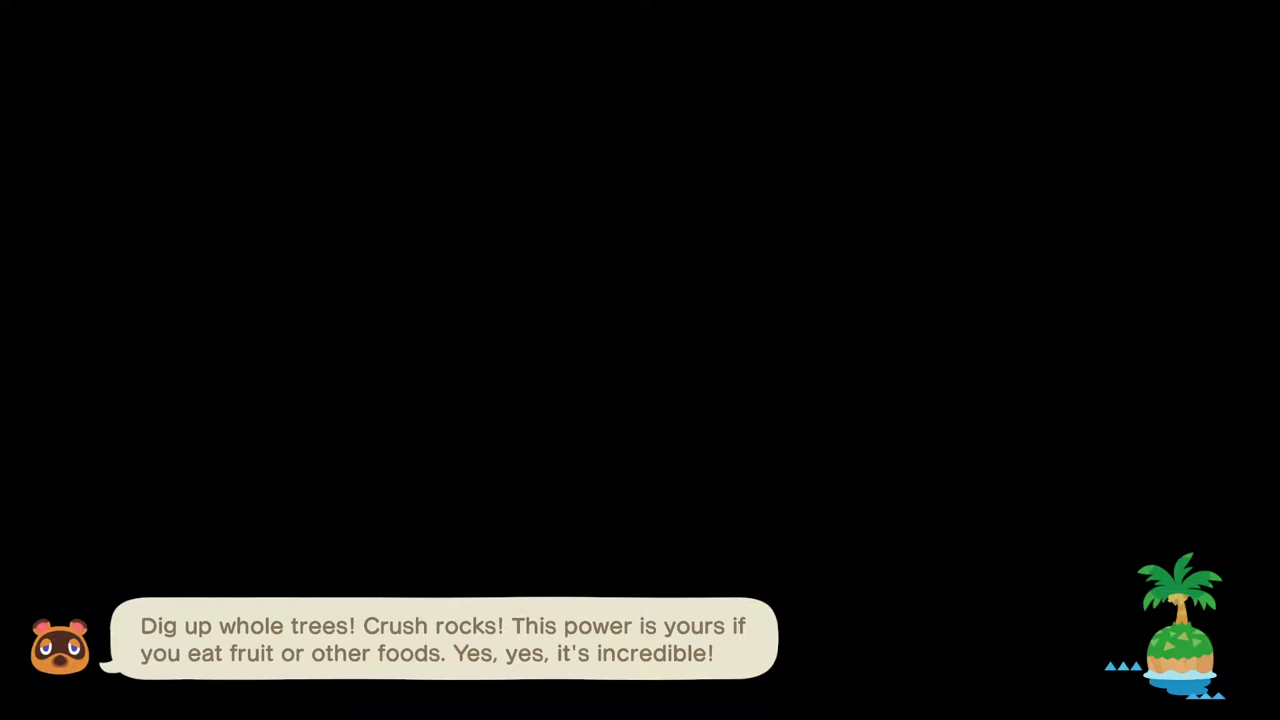 Dig up whole trees! Crush rocks! This power is yours if
you eat fruit or other foods. Yes, yes, it's incredible!